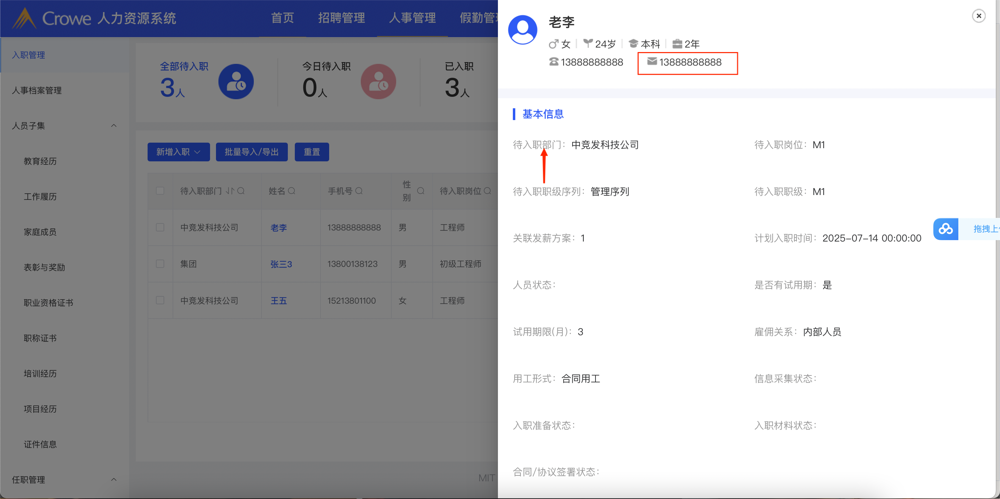 Crowe 人力资源系统
首页
招聘管理
人事管理
假勤管
入职管理
人事档案管理
人员子集
教育经历
工作履历
家庭成员
表彰与奖励
职业资格证书
职称证书
培训经历
项目经历
证件信息
任职管理
全部待入职
3人
今日待入职
0人
已入职
3人
新增入职
批量导入/导出
重置
待入职部门 姓名 手机号 性别 待入职岗位
中竞发科技公司 老李 13888888888 男 工程师
集团 张三3 13800138123 男 初级工程师
中竞发科技公司 王五 15213801100 女 工程师
MIT
老李
女 24岁 本科 2年
13888888888 13888888888
基本信息
待入职部门： 中竞发科技公司 待入职岗位： M1
待入职职级序列： 管理序列 待入职职级： M1
关联发薪方案： 1 计划入职时间： 2025-07-14 00:00:00
人员状态： 是否有试用期： 是
试用期限(月)： 3 雇佣关系： 内部人员
用工形式： 合同用工 信息采集状态：
入职准备状态： 入职材料状态：
合同/协议签署状态：
拖拽上